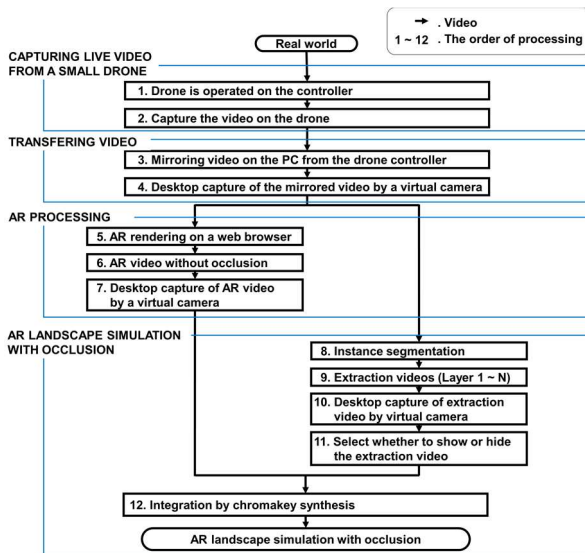 → . Video
1 ~ 12 . The order of processing
Real world
CAPTURING LIVE VIDEO
FROM A SMALL DRONE
1. Drone is operated on the controller
2. Capture the video on the drone
TRANSFERING VIDEO
3. Mirroring video on the PC from the drone controller
4. Desktop capture of the mirrored video by a virtual camera
AR PROCESSING
5. AR rendering on a web browser
6. AR video without occlusion
7. Desktop capture of AR video
by a virtual camera
AR LANDSCAPE SIMULATION
WITH OCCLUSION
8. Instance segmentation
9. Extraction videos (Layer 1 ~ N)
10. Desktop capture of extraction
video by virtual camera
11. Select whether to show or hide
the extraction video
12. Integration by chromakey synthesis
AR landscape simulation with occlusion